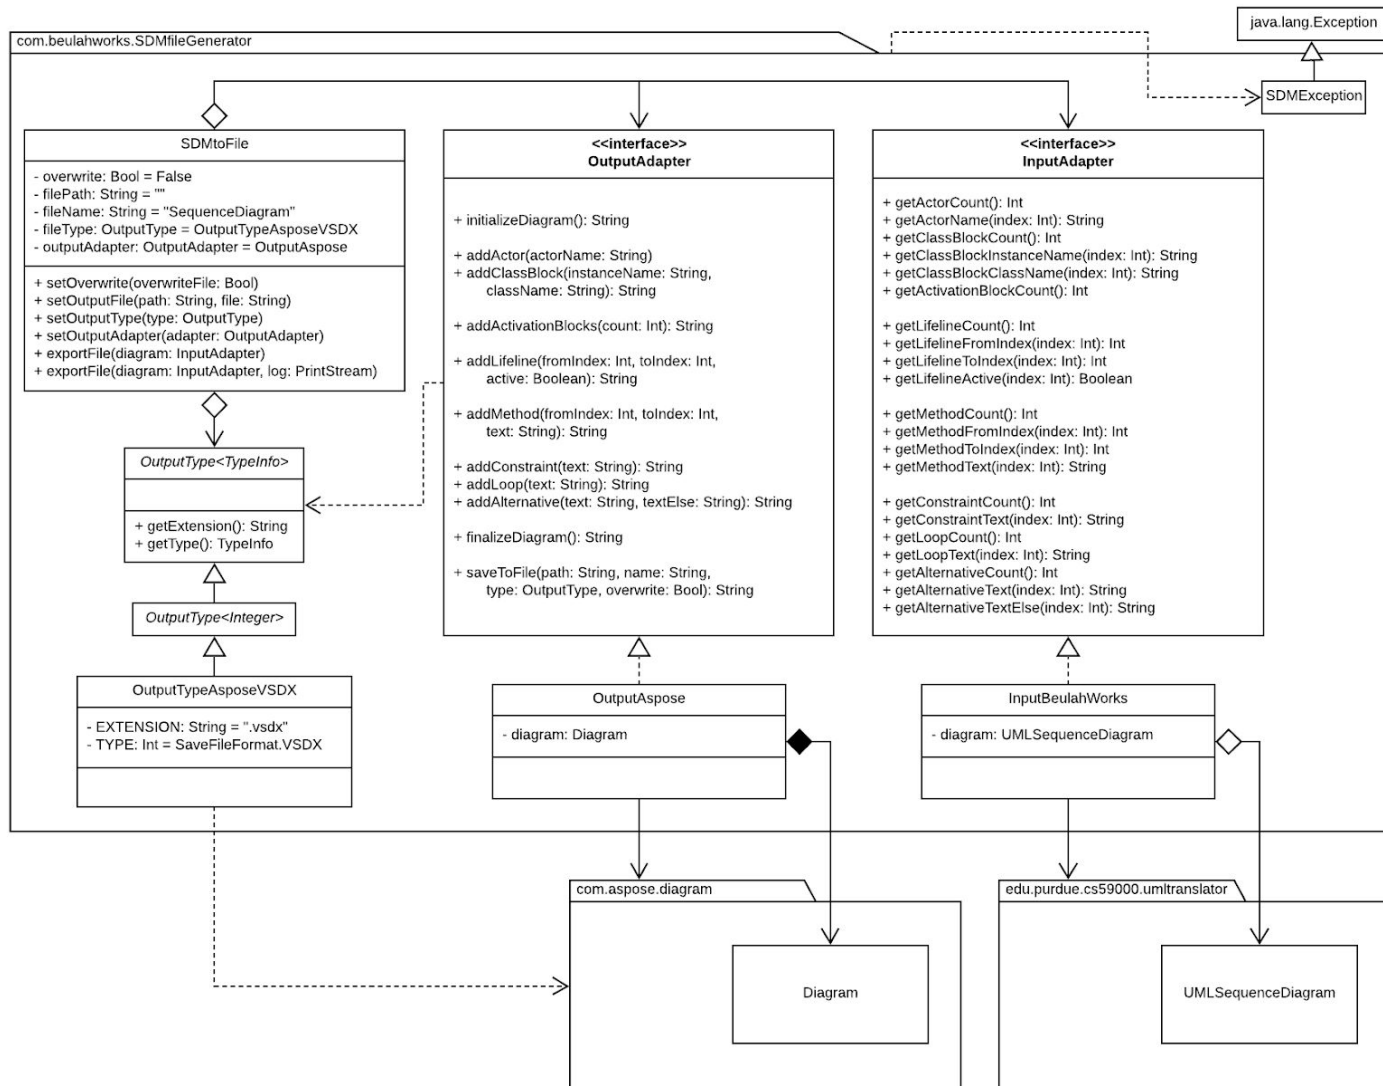 java.lang.Exception
com.beulahworks.SDMfileGenerator
SDMException
SDMtoFile
- overwrite: Bool = False
- filePath: String = ""
- fileName: String = "SequenceDiagram"
- fileType: OutputType = OutputTypeAsposeVSDX
- outputAdapter: OutputAdapter = OutputAspose
+ setOverwrite(overwriteFile: Bool)
+ setOutputFile(path: String, file: String)
+ setOutputType(type: OutputType)
+ setOutputAdapter(adapter: OutputAdapter)
+ exportFile(diagram: InputAdapter)
+ exportFile(diagram: InputAdapter, log: PrintStream)
<<interface>>
OutputAdapter
+ initializeDiagram(): String
+ addActor(actorName: String)
+ addClassBlock(instanceName: String,
className: String): String
+ addActivationBlocks(count: Int): String
+ addLifeline(fromIndex: Int, toIndex: Int,
active: Boolean): String
+ addMethod(fromIndex: Int, toIndex: Int,
text: String): String
+ addConstraint(text: String): String
+ addLoop(text: String): String
+ addAlternative(text: String, textElse: String): String
+ finalizeDiagram(): String
+ saveToFile(path: String, name: String,
type: OutputType, overwrite: Bool): String
<<interface>>
InputAdapter
+ getActorCount(): Int
+ getActorName(index: Int): String
+ getClassBlockCount(): Int
+ getClassBlockInstanceName(index: Int): String
+ getClassBlockClassName(index: Int): String
+ getActivationBlockCount(): Int
+ getLifelineCount(): Int
+ getLifelineFromIndex(index: Int): Int
+ getLifelineToIndex(index: Int): Int
+ getLifelineActive(index: Int): Boolean
+ getMethodCount(): Int
+ getMethodFromIndex(index: Int): Int
+ getMethodToIndex(index: Int): Int
+ getMethodText(index: Int): String
+ getConstraintCount(): Int
+ getConstraintText(index: Int): String
+ getLoopCount(): Int
+ getLoopText(index: Int): String
+ getAlternativeCount(): Int
+ getAlternativeText(index: Int): String
+ getAlternativeTextElse(index: Int): String
OutputType<TypeInfo>
+ getExtension(): String
+ getType(): TypeInfo
OutputType<Integer>
OutputTypeAsposeVSDX
- EXTENSION: String = ".vsdx"
- TYPE: Int = SaveFileFormat.VSDX
OutputAspose
- diagram: Diagram
InputBeulahWorks
- diagram: UMLSequenceDiagram
com.aspose.diagram
Diagram
edu.purdue.cs59000.umltranslator
UMLSequenceDiagram